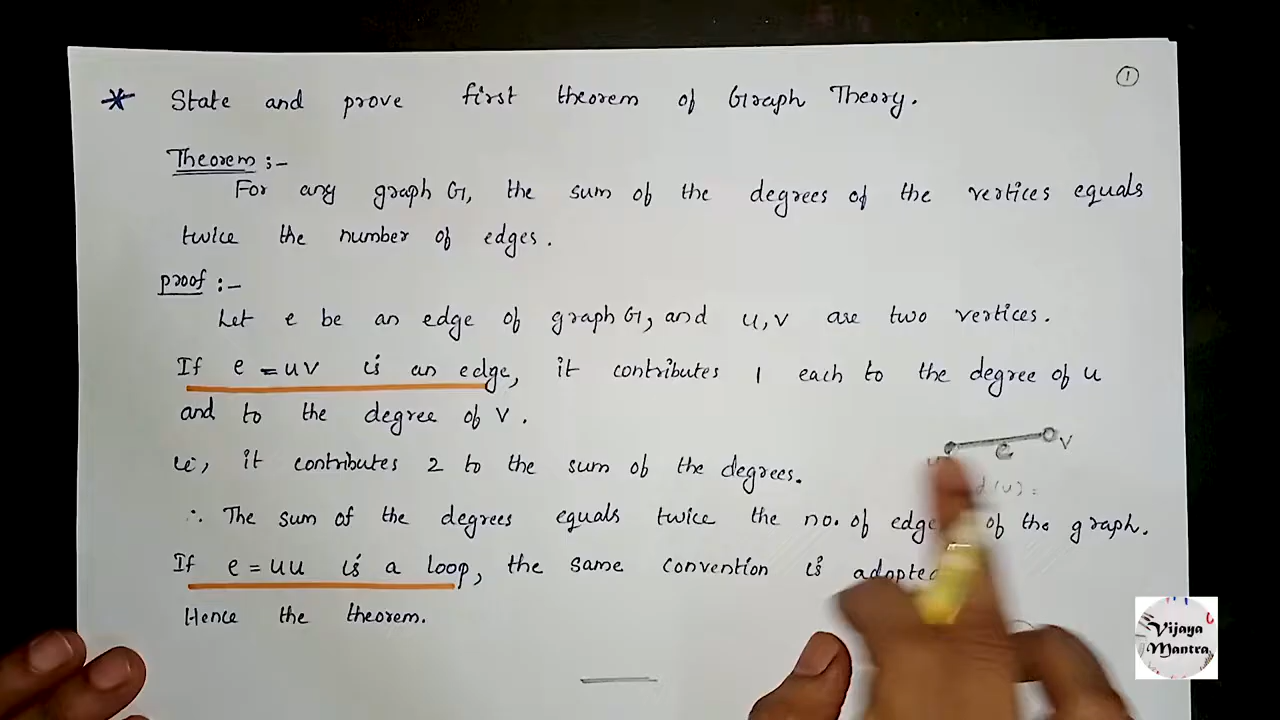 ①
* State and prove first theorem of Graph Theory.
Theorem :-
For any graph G, the sum of the degrees of the vertices equals
twice the number of edges.
proof :-
Let e be an edge of graph G, and u, v are two vertices.
If e = uv is an edge, it contributes 1 each to the degree of u
and to the degree of v.
ie, it contributes 2 to the sum of the degrees.
u e v
d(u) =
∴ The sum of the degrees equals twice the no. of edge of the graph.
If e = uu is a loop, the same convention is adopted
Hence the theorem.
Vijaya
Mantra